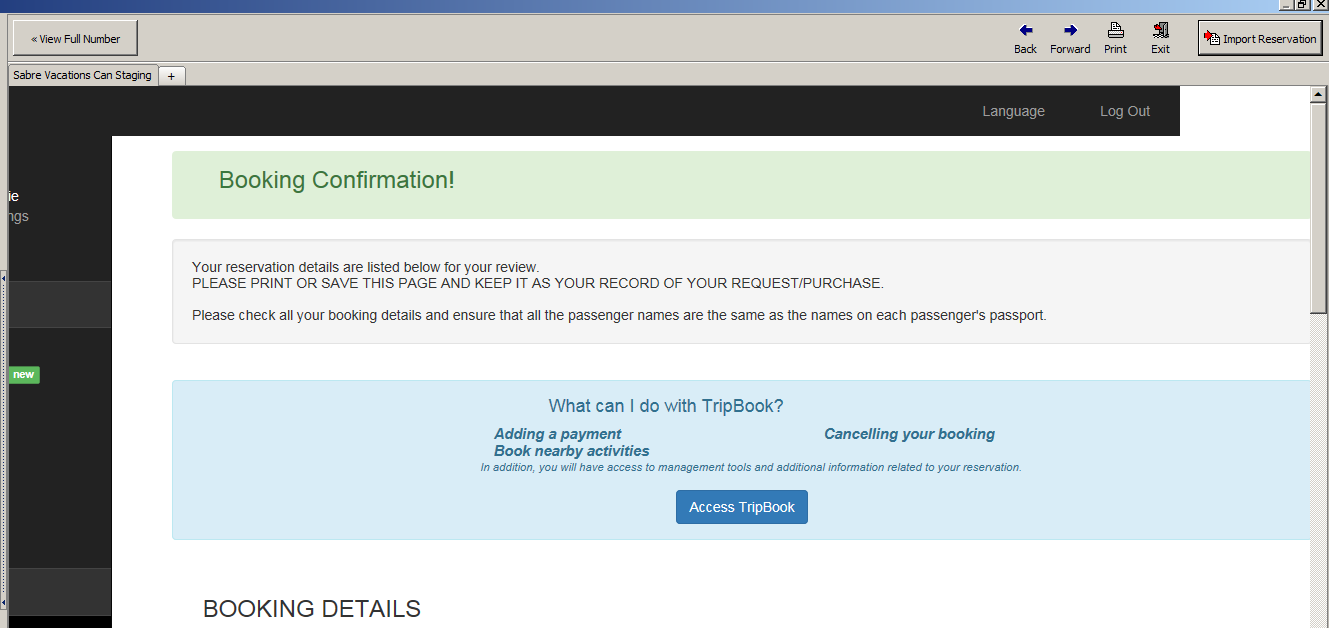 « View Full Number
Back
Forward
Print
Exit
Import Reservation
Sabre Vacations Can Staging
+
Language
Log Out
ie
ngs
new
Booking Confirmation!
Your reservation details are listed below for your review.
PLEASE PRINT OR SAVE THIS PAGE AND KEEP IT AS YOUR RECORD OF YOUR REQUEST/PURCHASE.
Please check all your booking details and ensure that all the passenger names are the same as the names on each passenger's passport.
What can I do with TripBook?
Adding a payment
Cancelling your booking
Book nearby activities
In addition, you will have access to management tools and additional information related to your reservation.
Access TripBook
BOOKING DETAILS